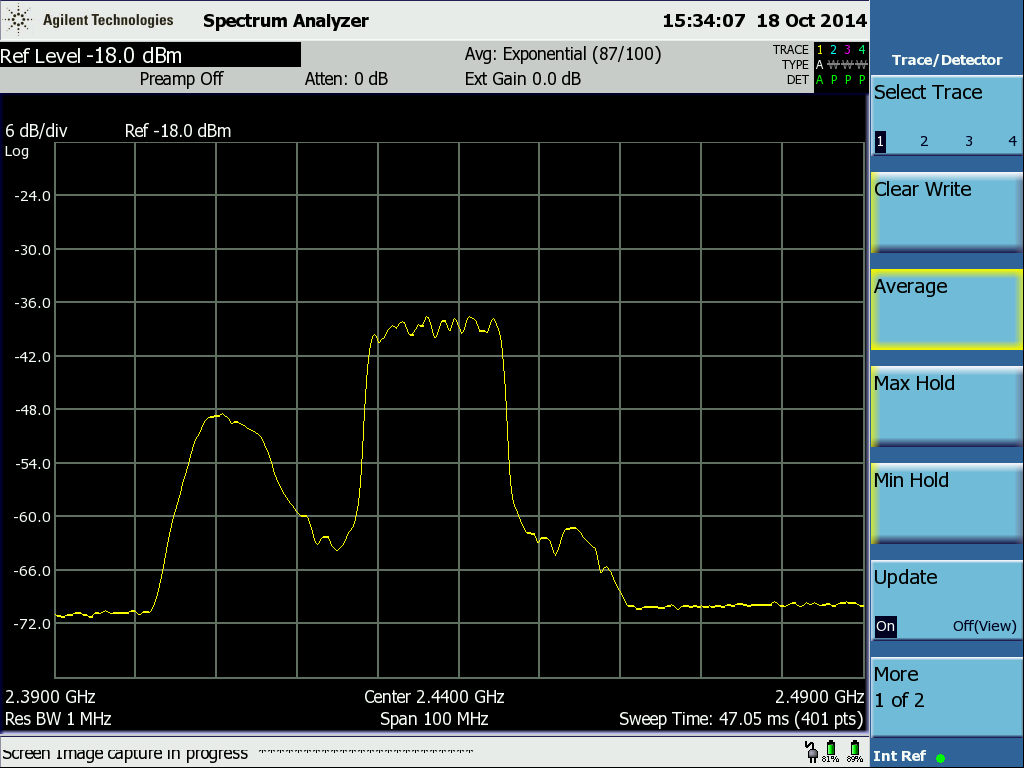 Agilent Technologies Spectrum Analyzer 15:34:07 18 Oct 2014
Ref Level -18.0 dBm
Preamp Off Atten: 0 dB
Avg: Exponential (87/100)
Ext Gain 0.0 dB
TRACE 1 2 3 4
TYPE A W W W
DET A P P P
6 dB/div Ref -18.0 dBm
Log
-24.0
-30.0
-36.0
-42.0
-48.0
-54.0
-60.0
-66.0
-72.0
2.3900 GHz Center 2.4400 GHz 2.4900 GHz
Res BW 1 MHz Span 100 MHz Sweep Time: 47.05 ms (401 pts)
Screen Image capture in progress
81% 89%
Trace/Detector
Select Trace
1 2 3 4
Clear Write
Average
Max Hold
Min Hold
Update
On Off(View)
More
1 of 2
Int Ref